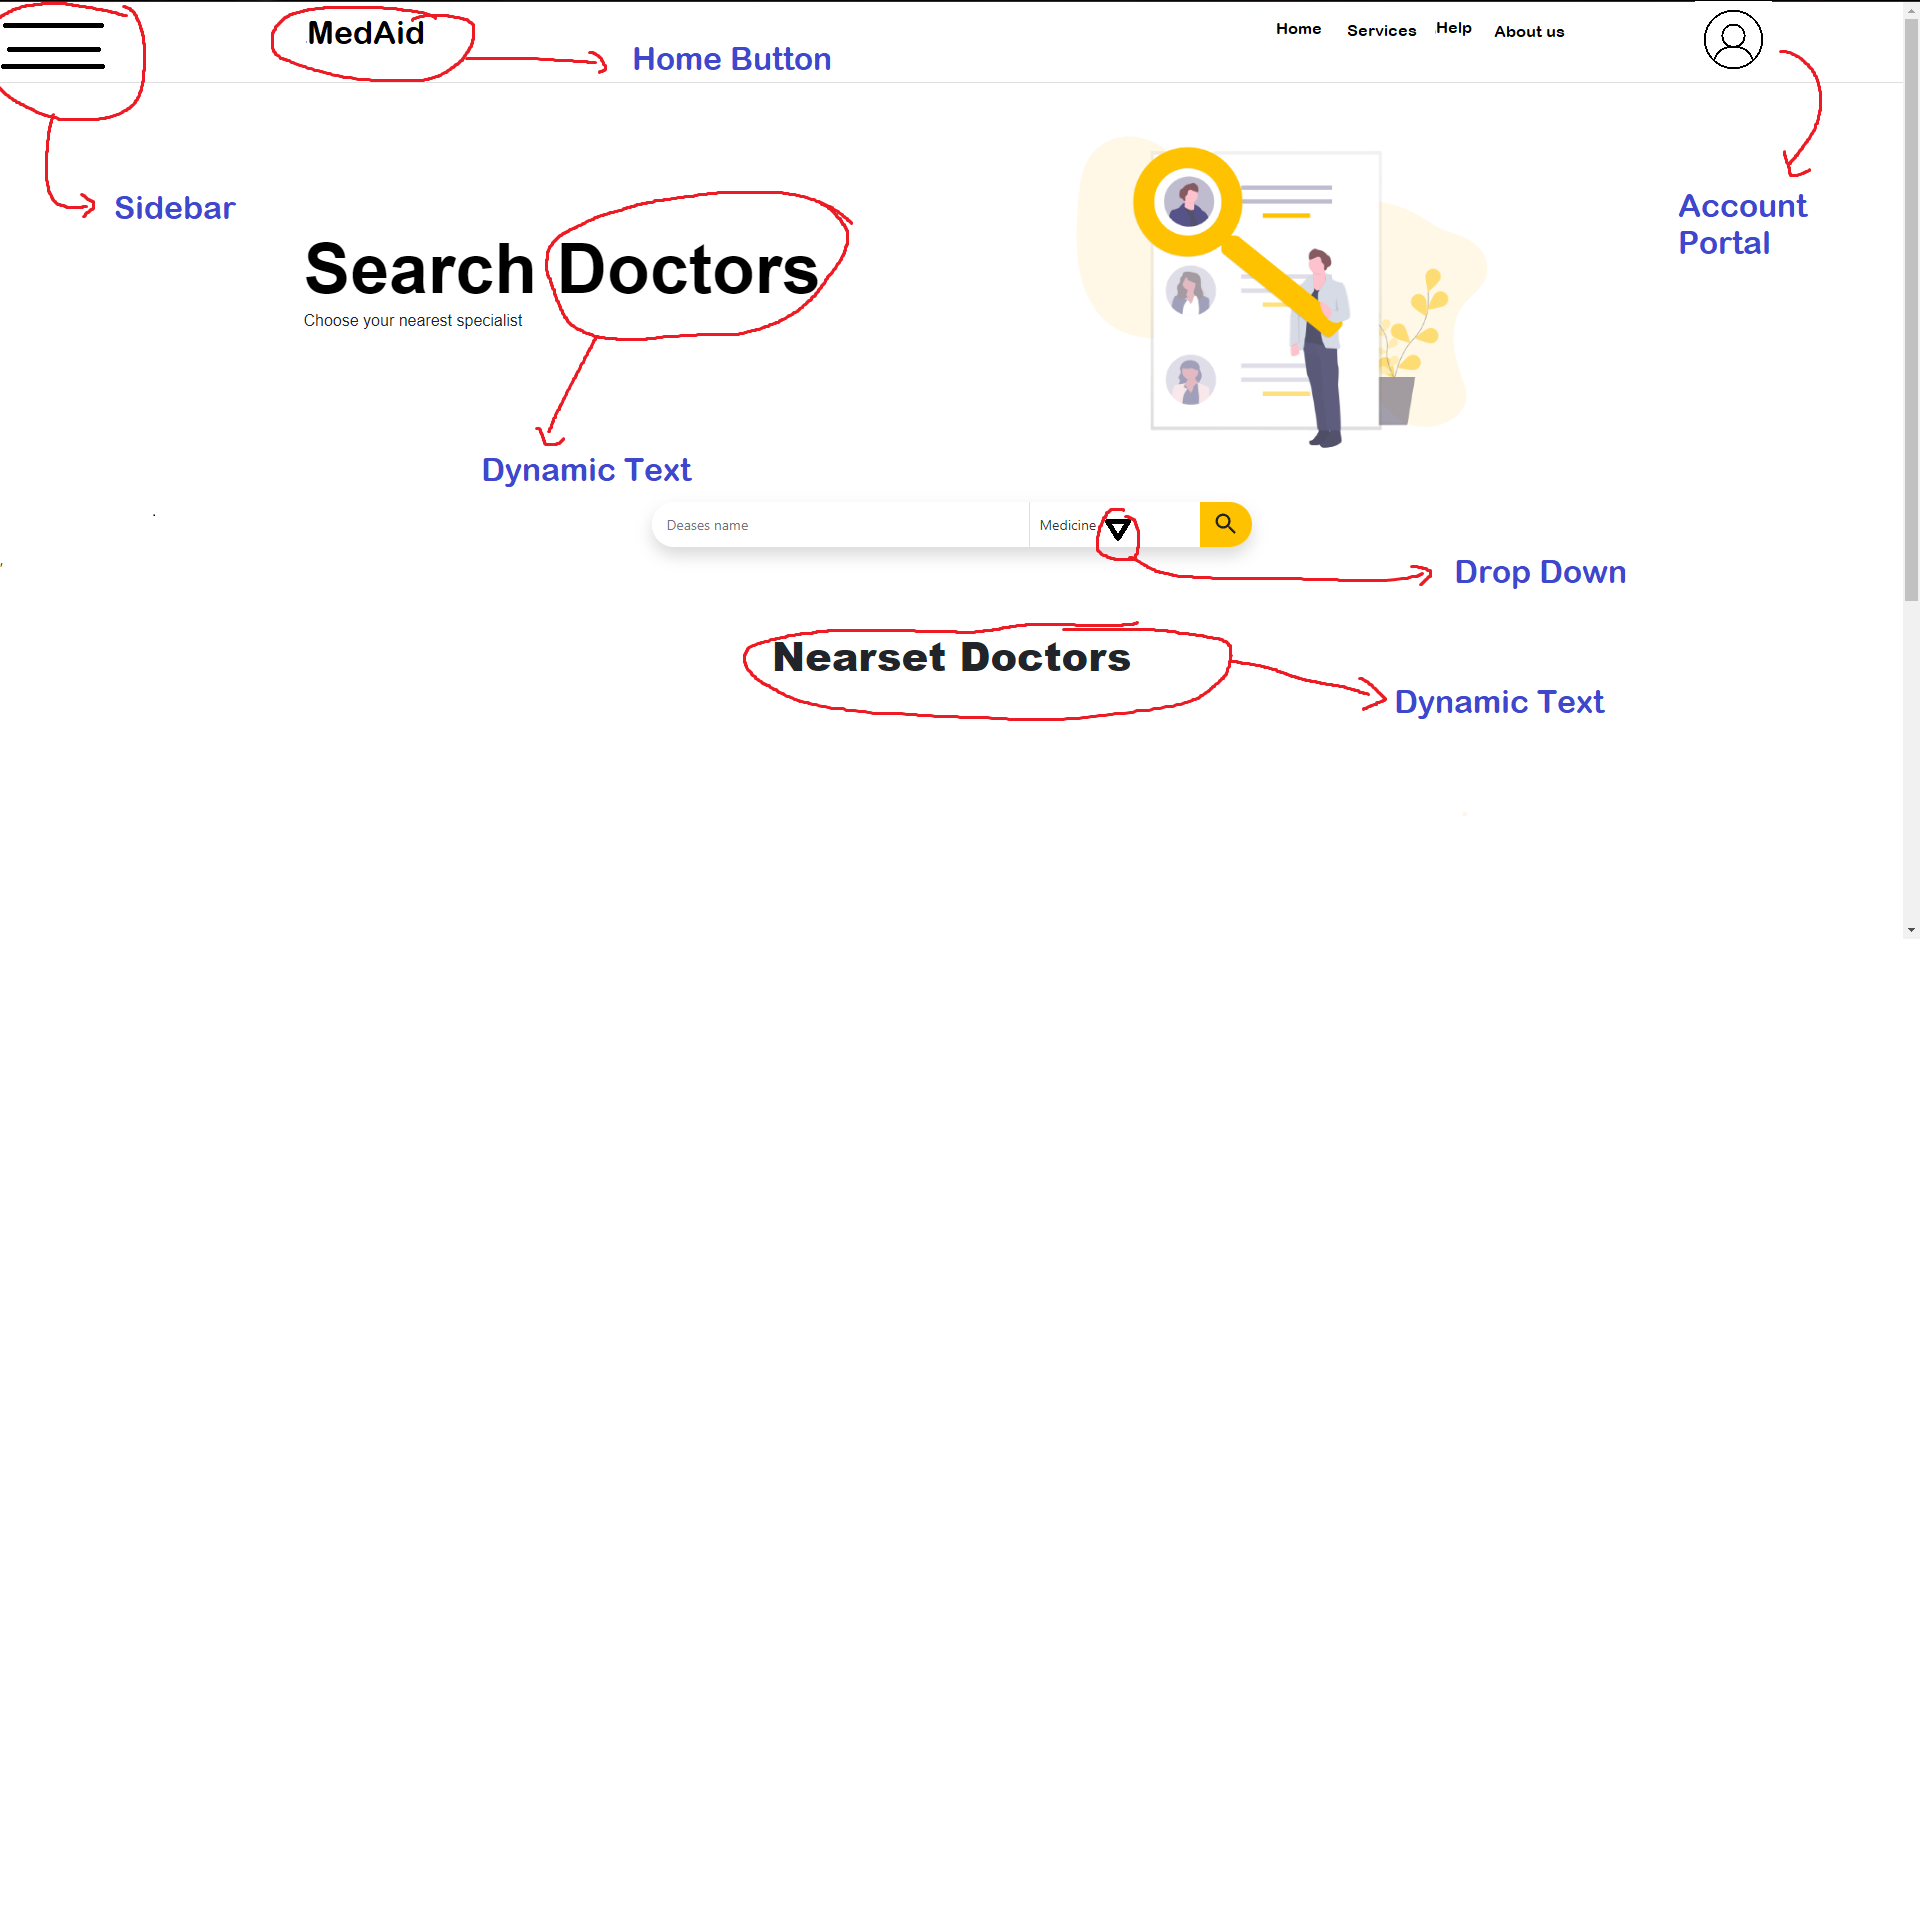 MedAid
Home Services Help About us
Home Button
Sidebar
Account
Portal
Search Doctors
Choose your nearest specialist
Dynamic Text
Deases name
Medicine
Drop Down
Nearset Doctors
Dynamic Text